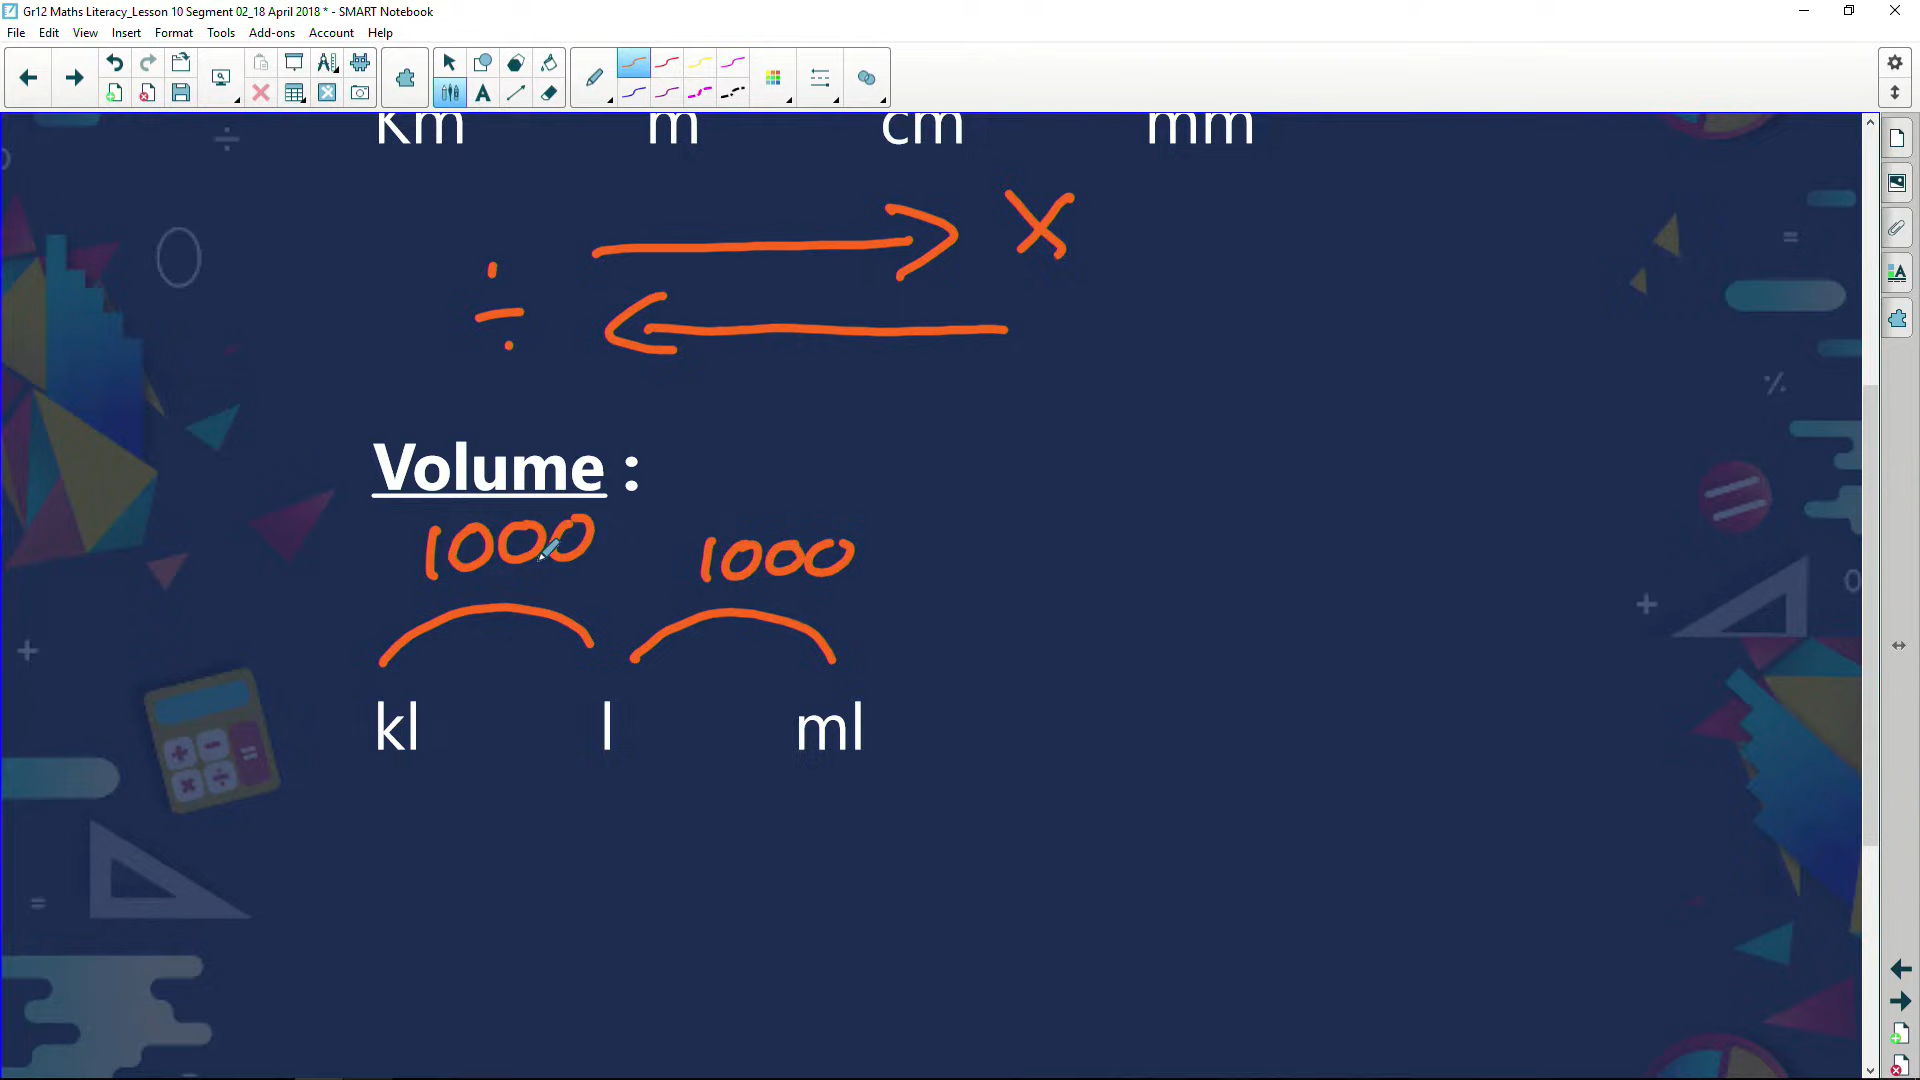 Gr12 Maths Literacy_Lesson 10 Segment 02_18 April 2018 * - SMART Notebook
File Edit View Insert Format Tools Add-ons Account Help
Km m cm mm
X
÷
Volume :
1000 1000
kl l ml